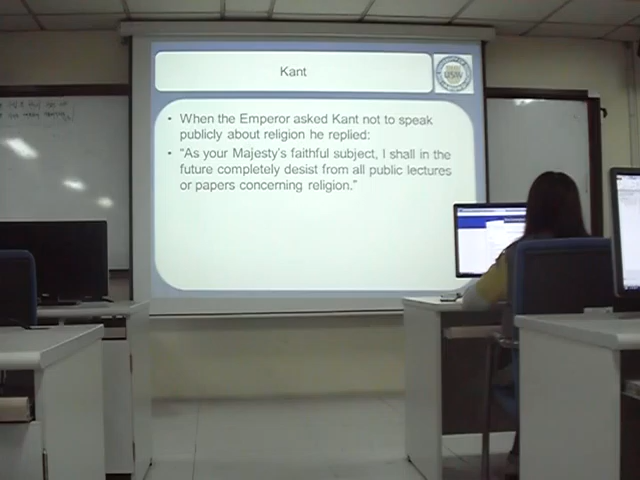 Kant
• When the Emperor asked Kant not to speak
publicly about religion he replied:
• “As your Majesty's faithful subject, I shall in the
future completely desist from all public lectures
or papers concerning religion.”